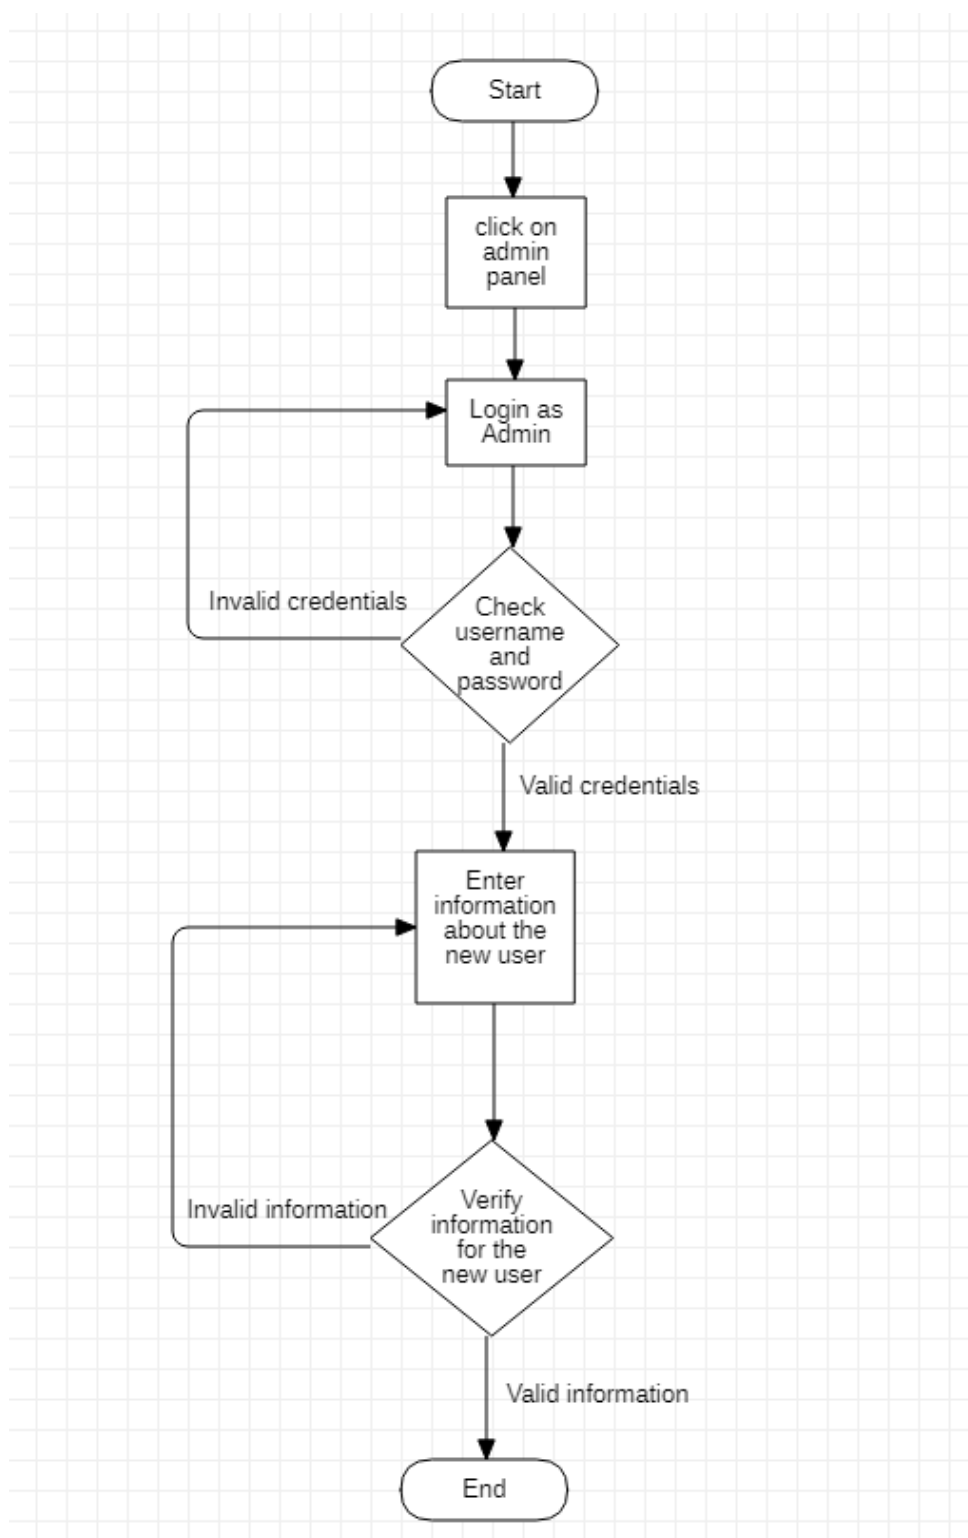 Start
click on
admin
panel
Login as
Admin
Invalid credentials
Check
username
and
password
Valid credentials
Enter
information
about the
new user
Invalid information
Verify
information
for the
new user
Valid information
End